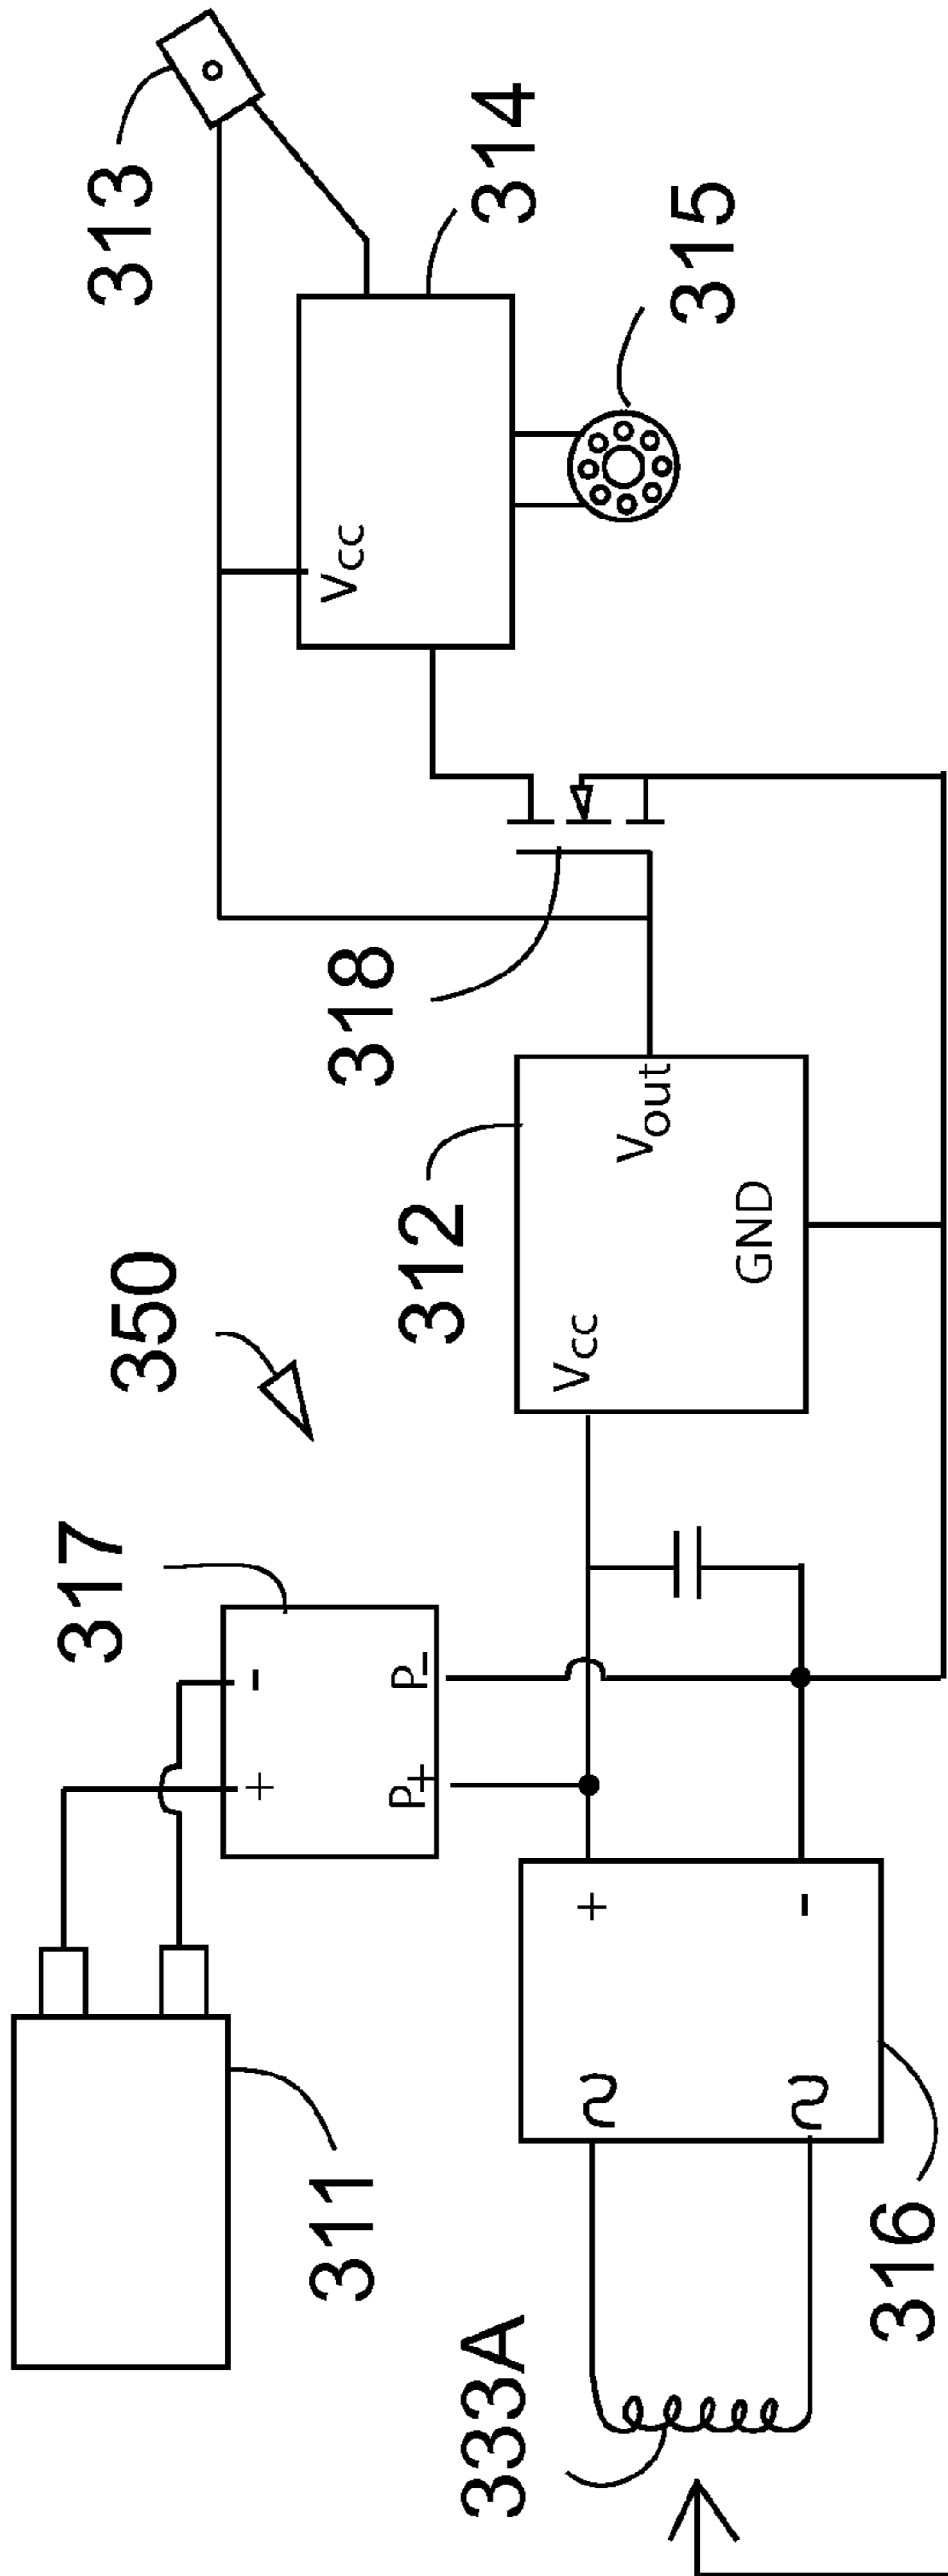 313
314
315
Vcc
318
312
Vout
GND
Vcc
350
317
-
+
P-
P+
311
+
-
~
~
316
333A